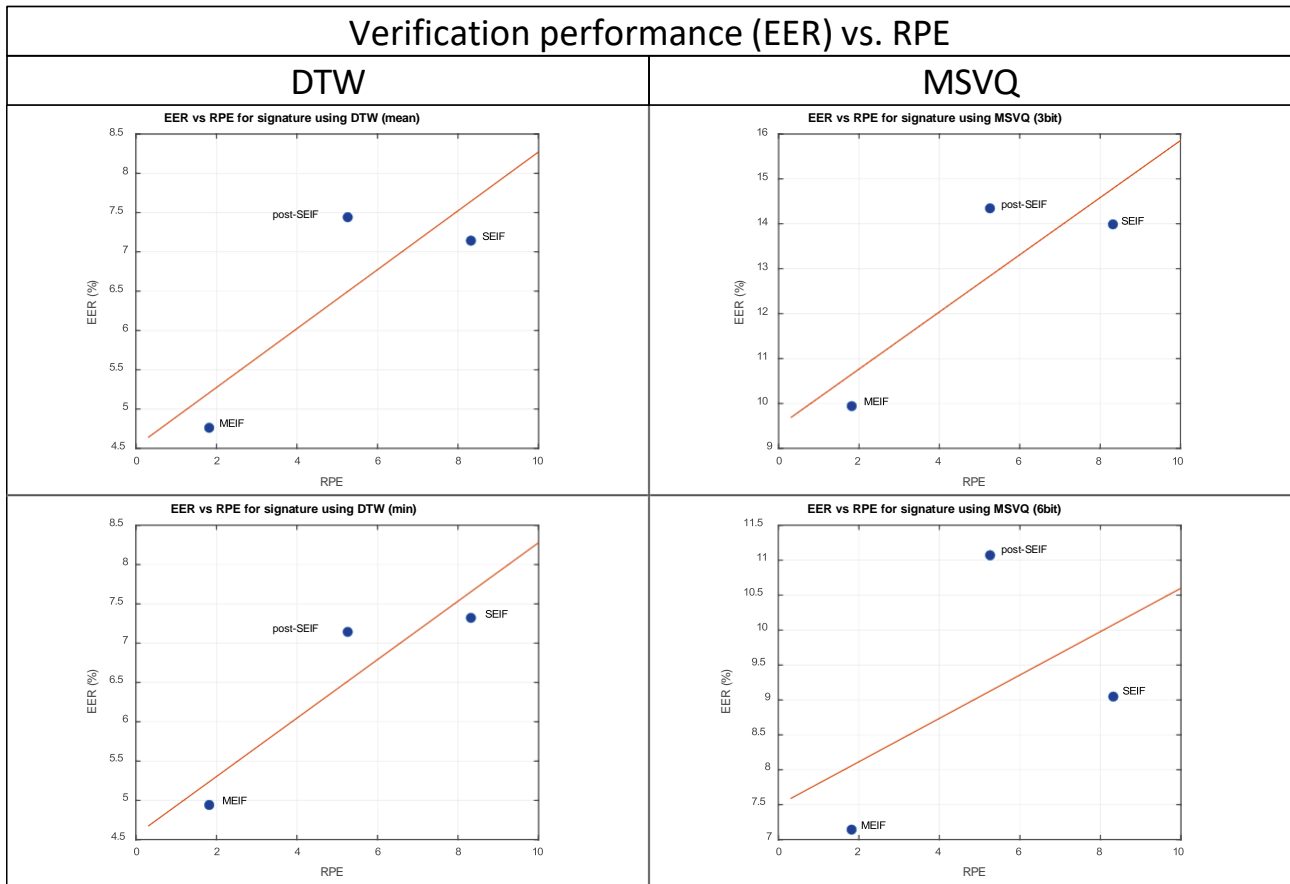 Verification performance (EER) vs. RPE
DTW
MSVQ
EER vs RPE for signature using DTW (mean)
8.5
8
7.5
7
6.5
6
5.5
5
4.5
EER (%)
post-SEIF
SEIF
MEIF
0 2 4 6 8 10
RPE
EER vs RPE for signature using MSVQ (3bit)
16
15
14
13
12
11
10
9
EER (%)
post-SEIF
SEIF
MEIF
0 2 4 6 8 10
RPE
EER vs RPE for signature using DTW (min)
8.5
8
7.5
7
6.5
6
5.5
5
4.5
EER (%)
post-SEIF
SEIF
MEIF
0 2 4 6 8 10
RPE
EER vs RPE for signature using MSVQ (6bit)
11.5
11
10.5
10
9.5
9
8.5
8
7.5
7
EER (%)
post-SEIF
SEIF
MEIF
0 2 4 6 8 10
RPE